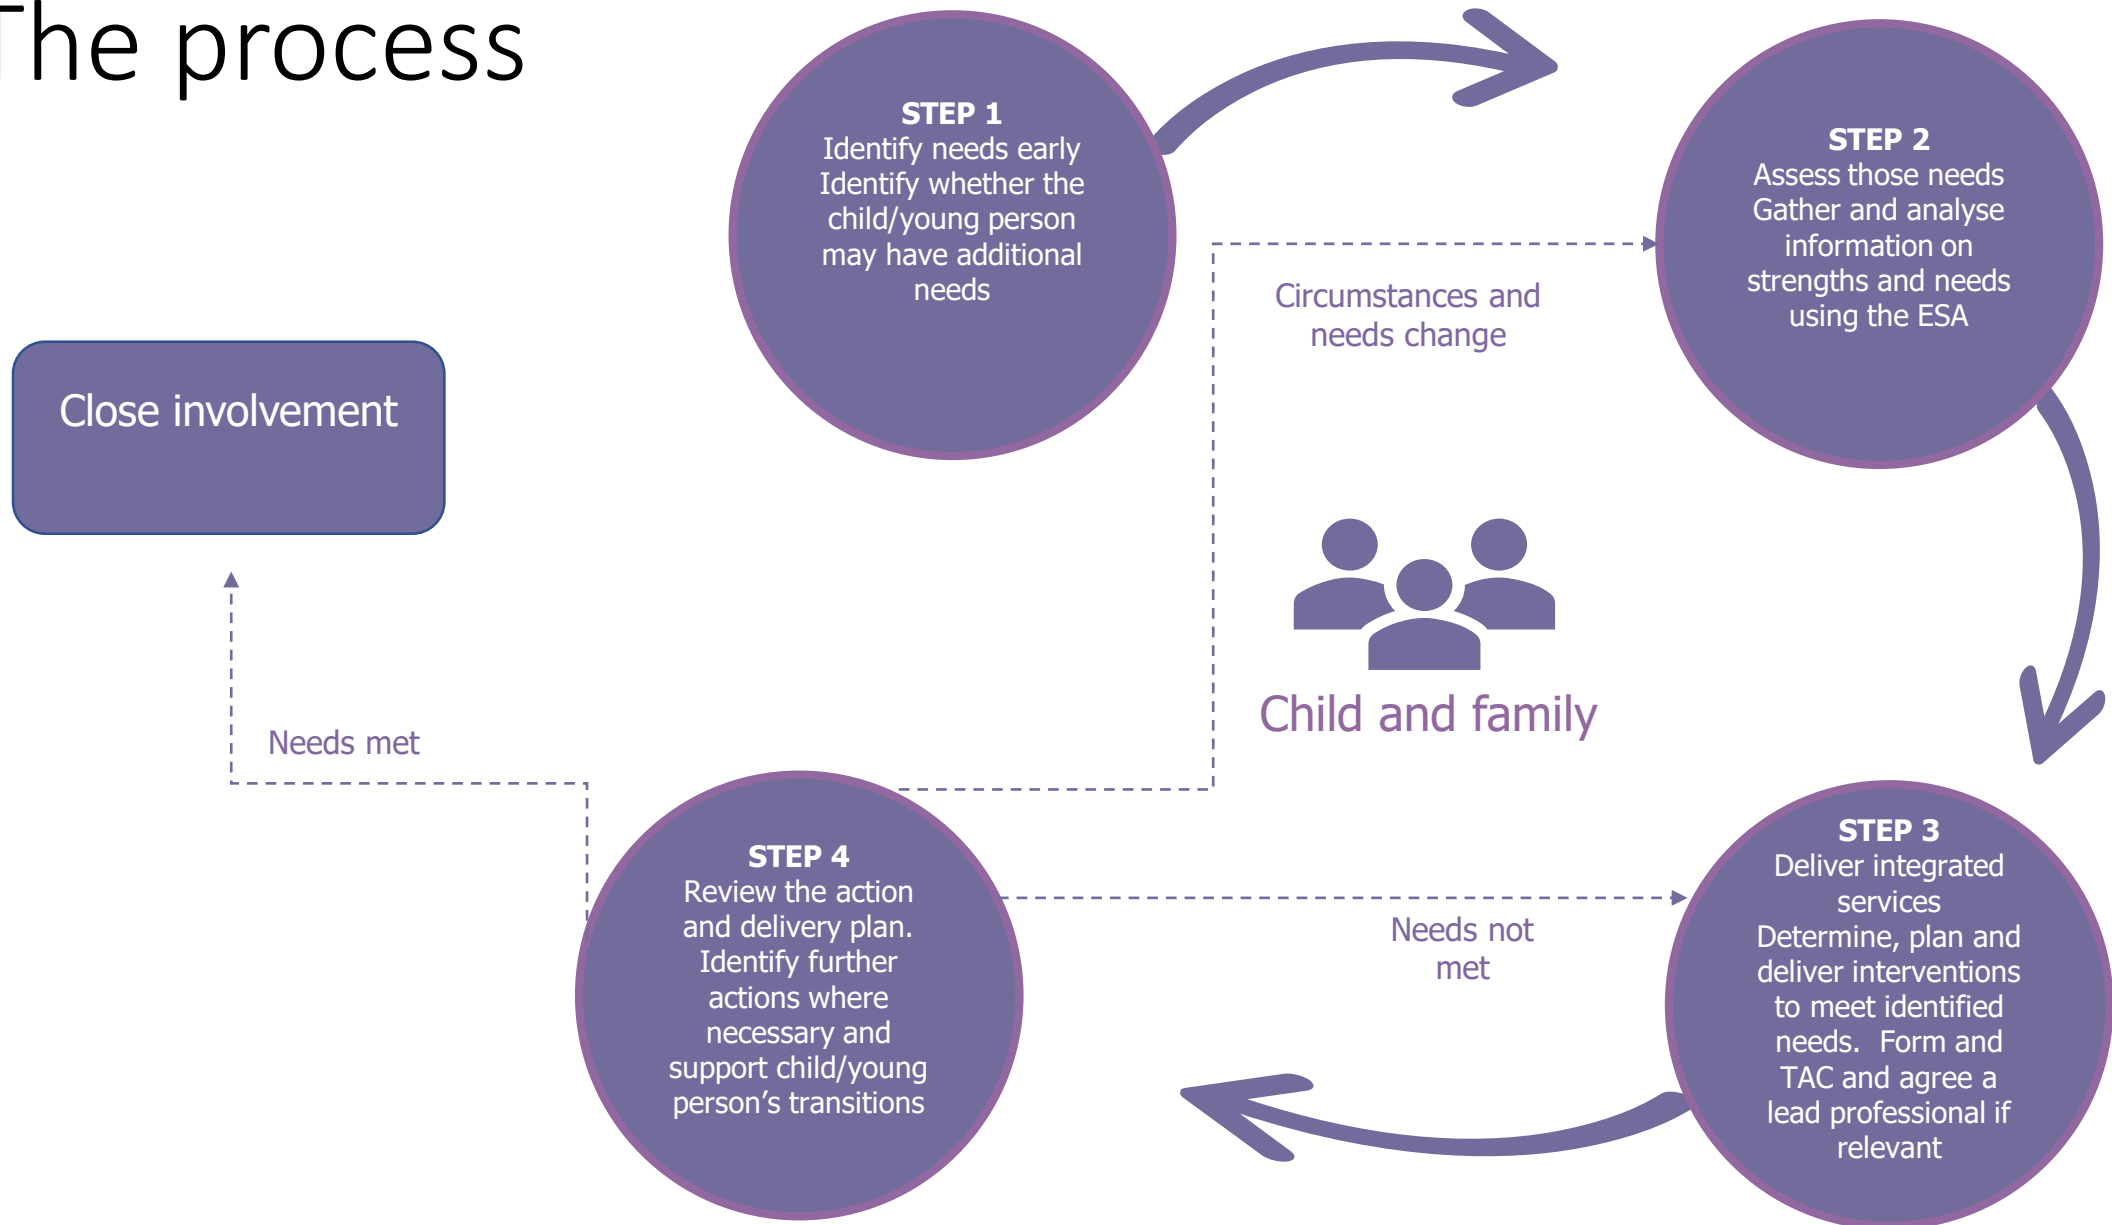 The process
STEP 1
Identify needs early
Identify whether the
child/young person
may have additional
needs
STEP 2
Assess those needs
Gather and analyse
information on
strengths and needs
using the ESA
Circumstances and
needs change
Close involvement
Child and family
Needs met
STEP 3
Deliver integrated
services
Determine, plan and
deliver interventions
to meet identified
needs.  Form and
TAC and agree a
lead professional if
relevant
STEP 4
Review the action
and delivery plan.
Identify further
actions where
necessary and
support child/young
person’s transitions
Needs not
met